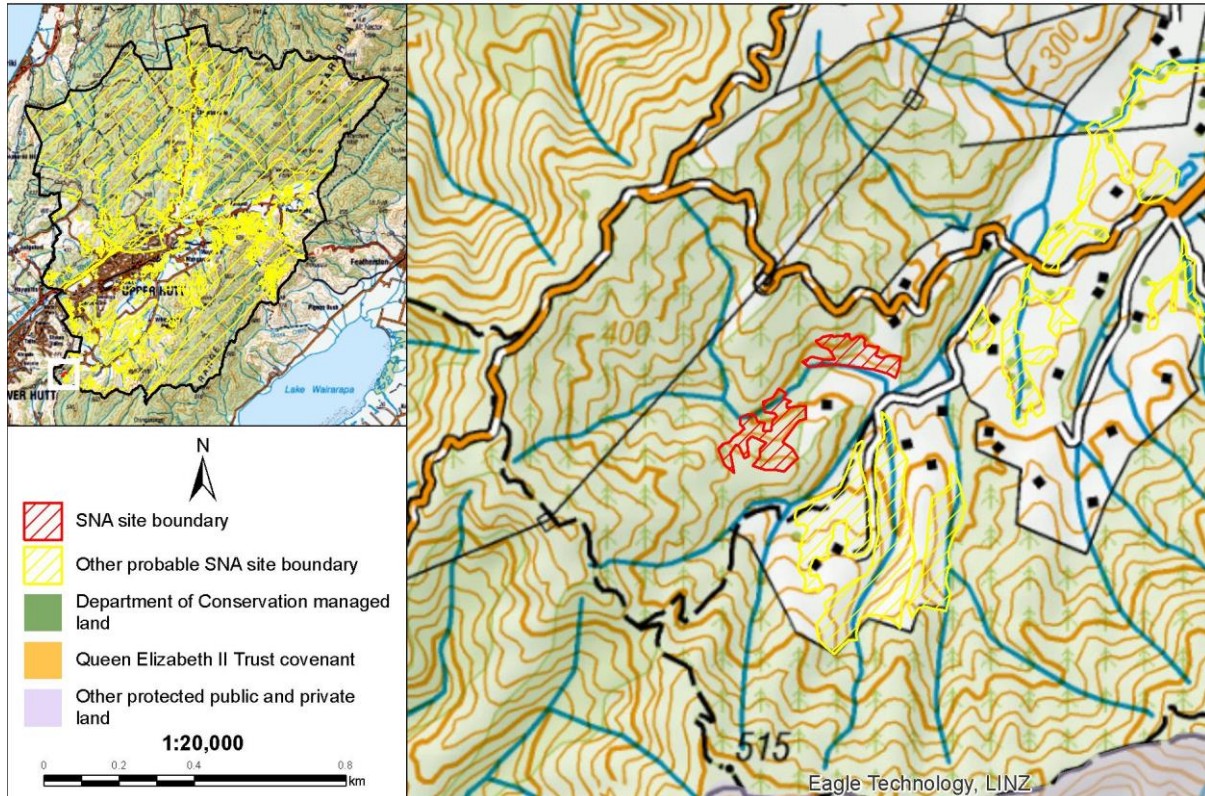 UPPER HUTT
Featherston
Lake Wairarapa
WER HUTT
N
SNA site boundary
Other probable SNA site boundary
Department of Conservation managed
land
Queen Elizabeth II Trust covenant
Other protected public and private
land
1:20,000
0 0.2 0.4 0.8
km
300
400
515
Eagle Technology, LINZ